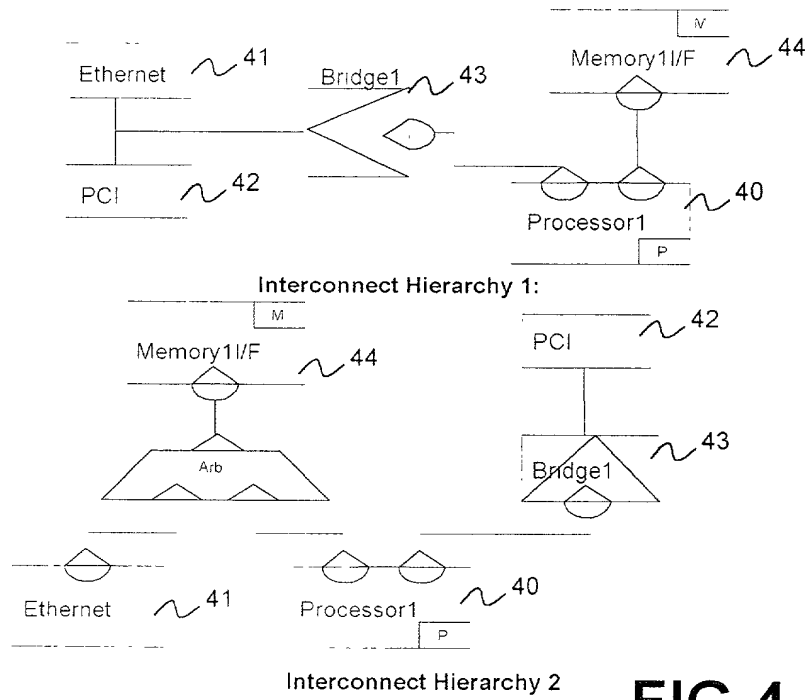 Ethernet 41
Bridge1 43
M
Memory1I/F 44
PCI 42
Processor1 40
P
Interconnect Hierarchy 1:
M
Memory1I/F 44
PCI 42
Arb
Bridge1 43
Ethernet 41
Processor1 40
P
Interconnect Hierarchy 2
FIG 4